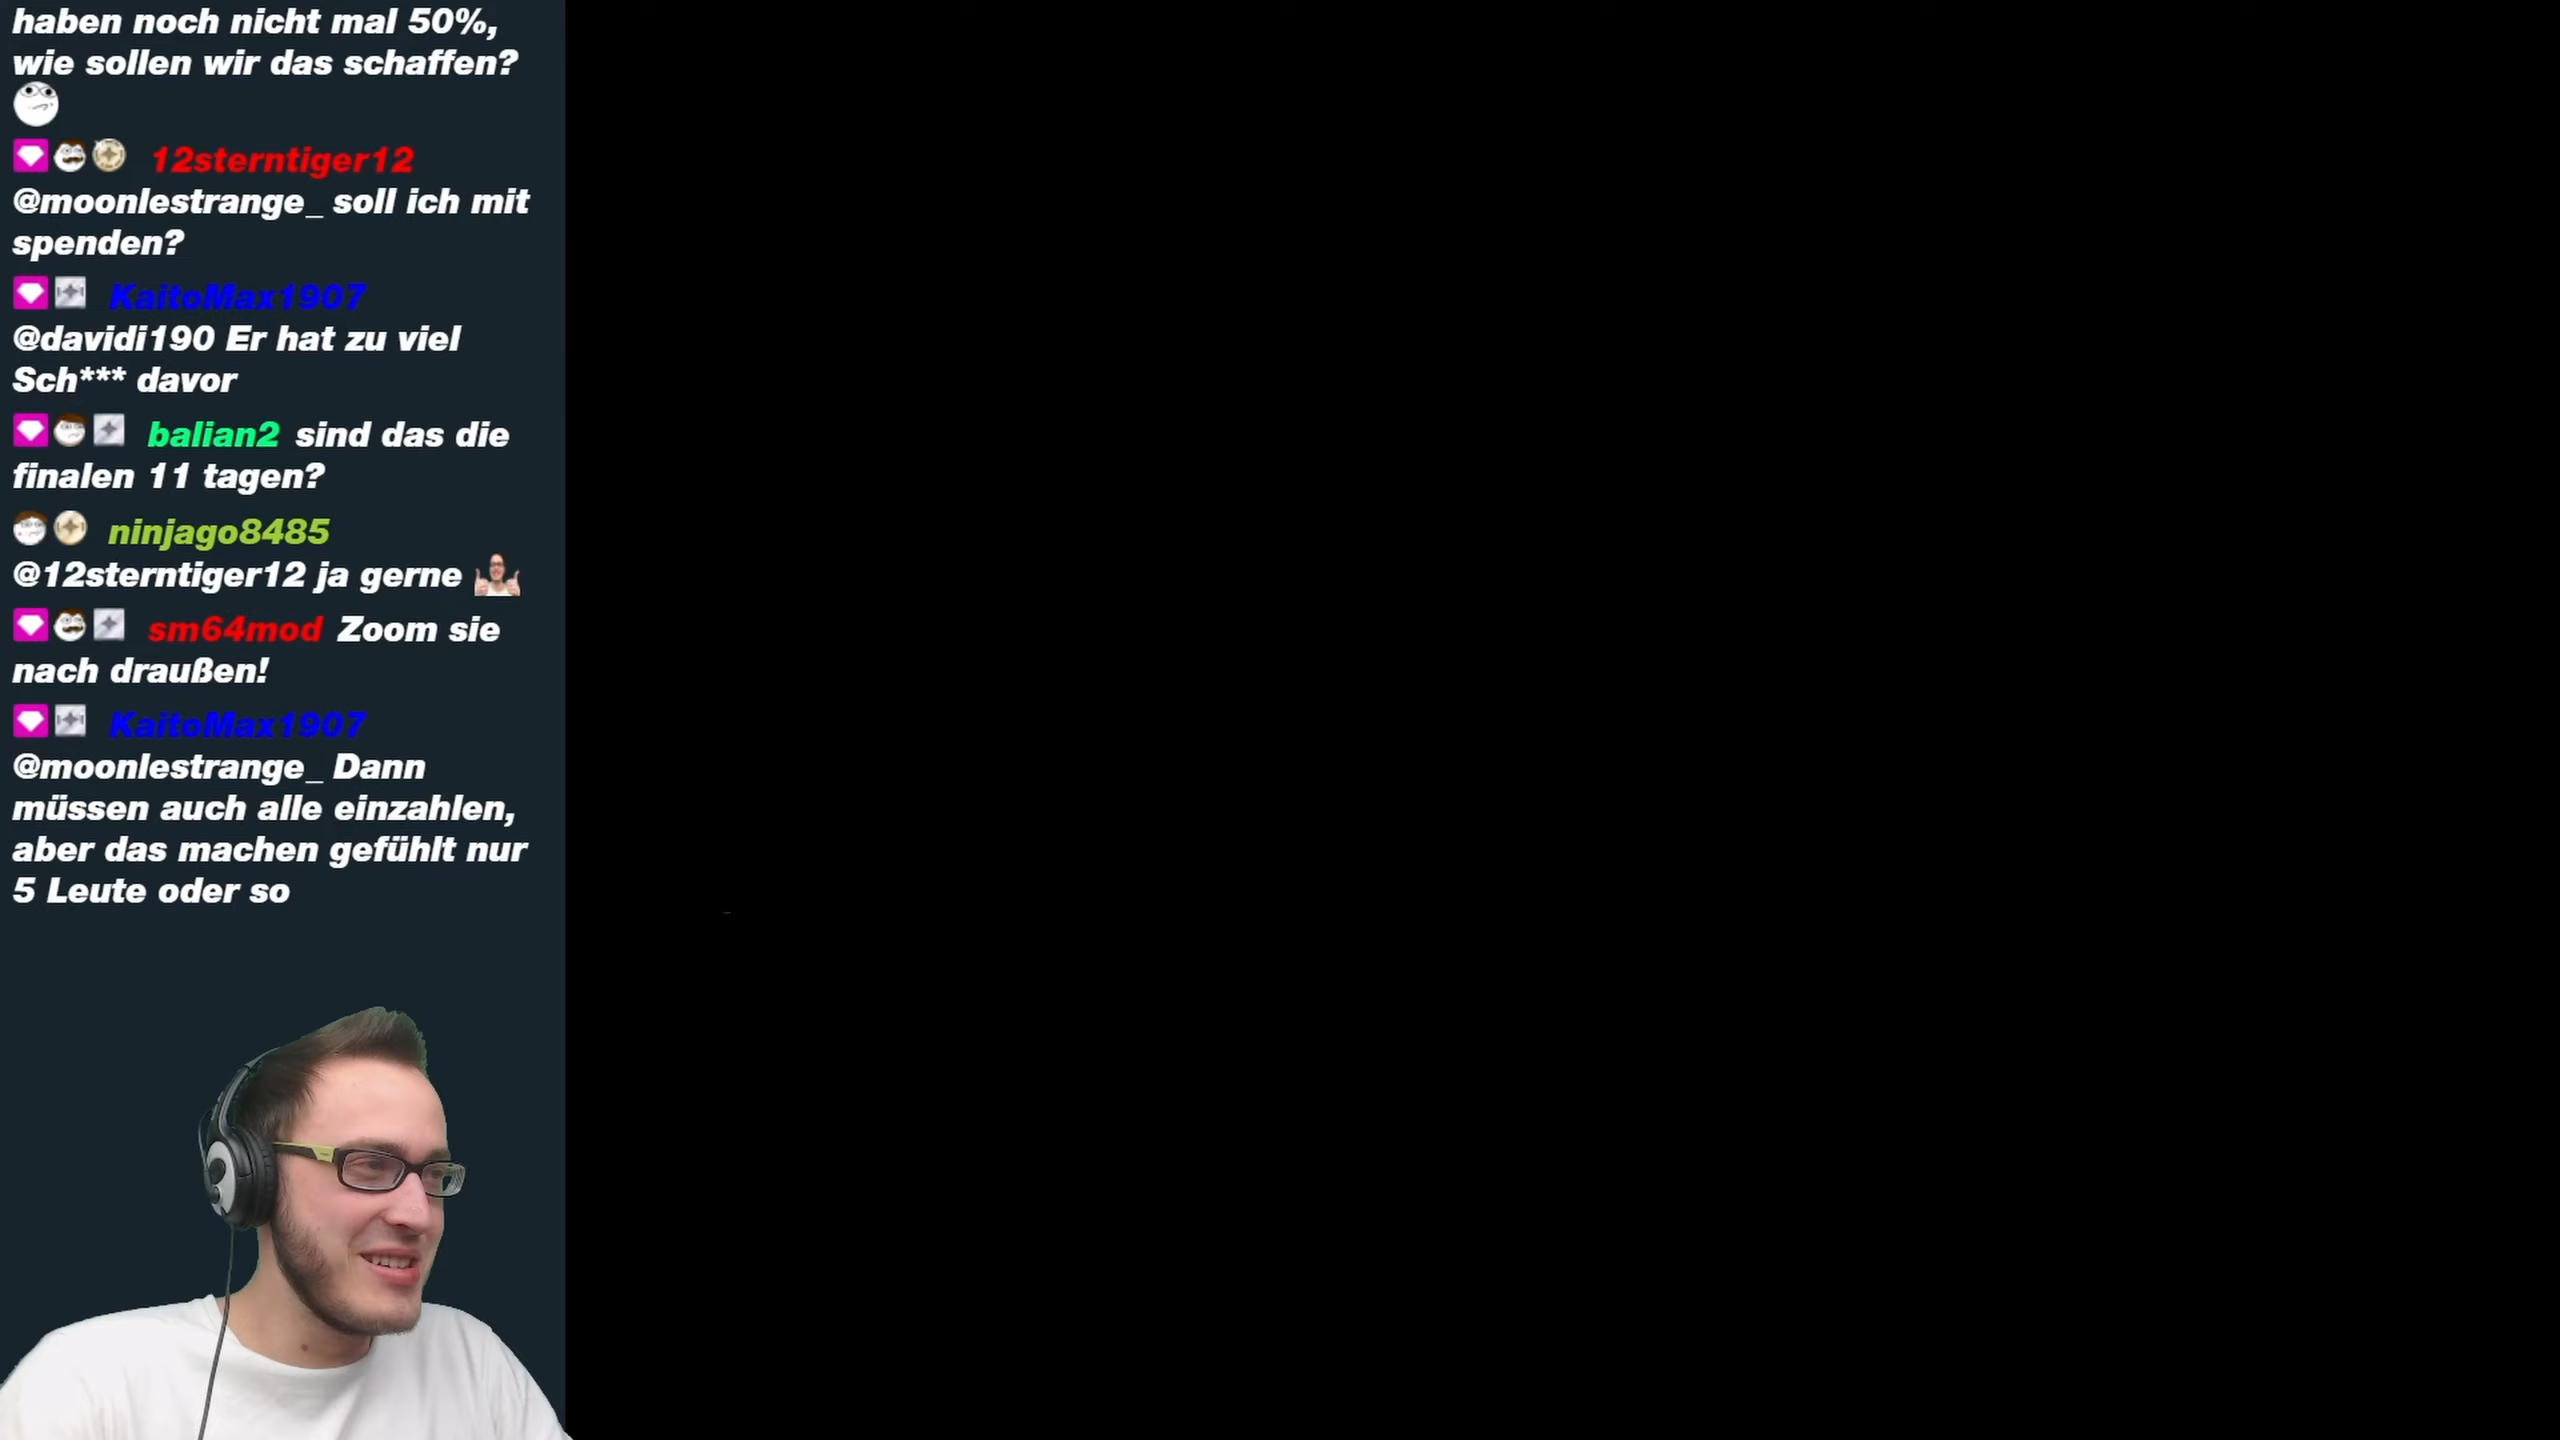 haben noch nicht mal 50%,
wie sollen wir das schaffen?
12sterntiger12
@moonlestrange_ soll ich mit
spenden?
KaitoMax1907
@davidi190 Er hat zu viel
Sch*** davor
balian2 sind das die
finalen 11 tagen?
ninjago8485
@12sterntiger12 ja gerne
sm64mod Zoom sie
nach draußen!
KaitoMax1907
@moonlestrange_ Dann
müssen auch alle einzahlen,
aber das machen gefühlt nur
5 Leute oder so